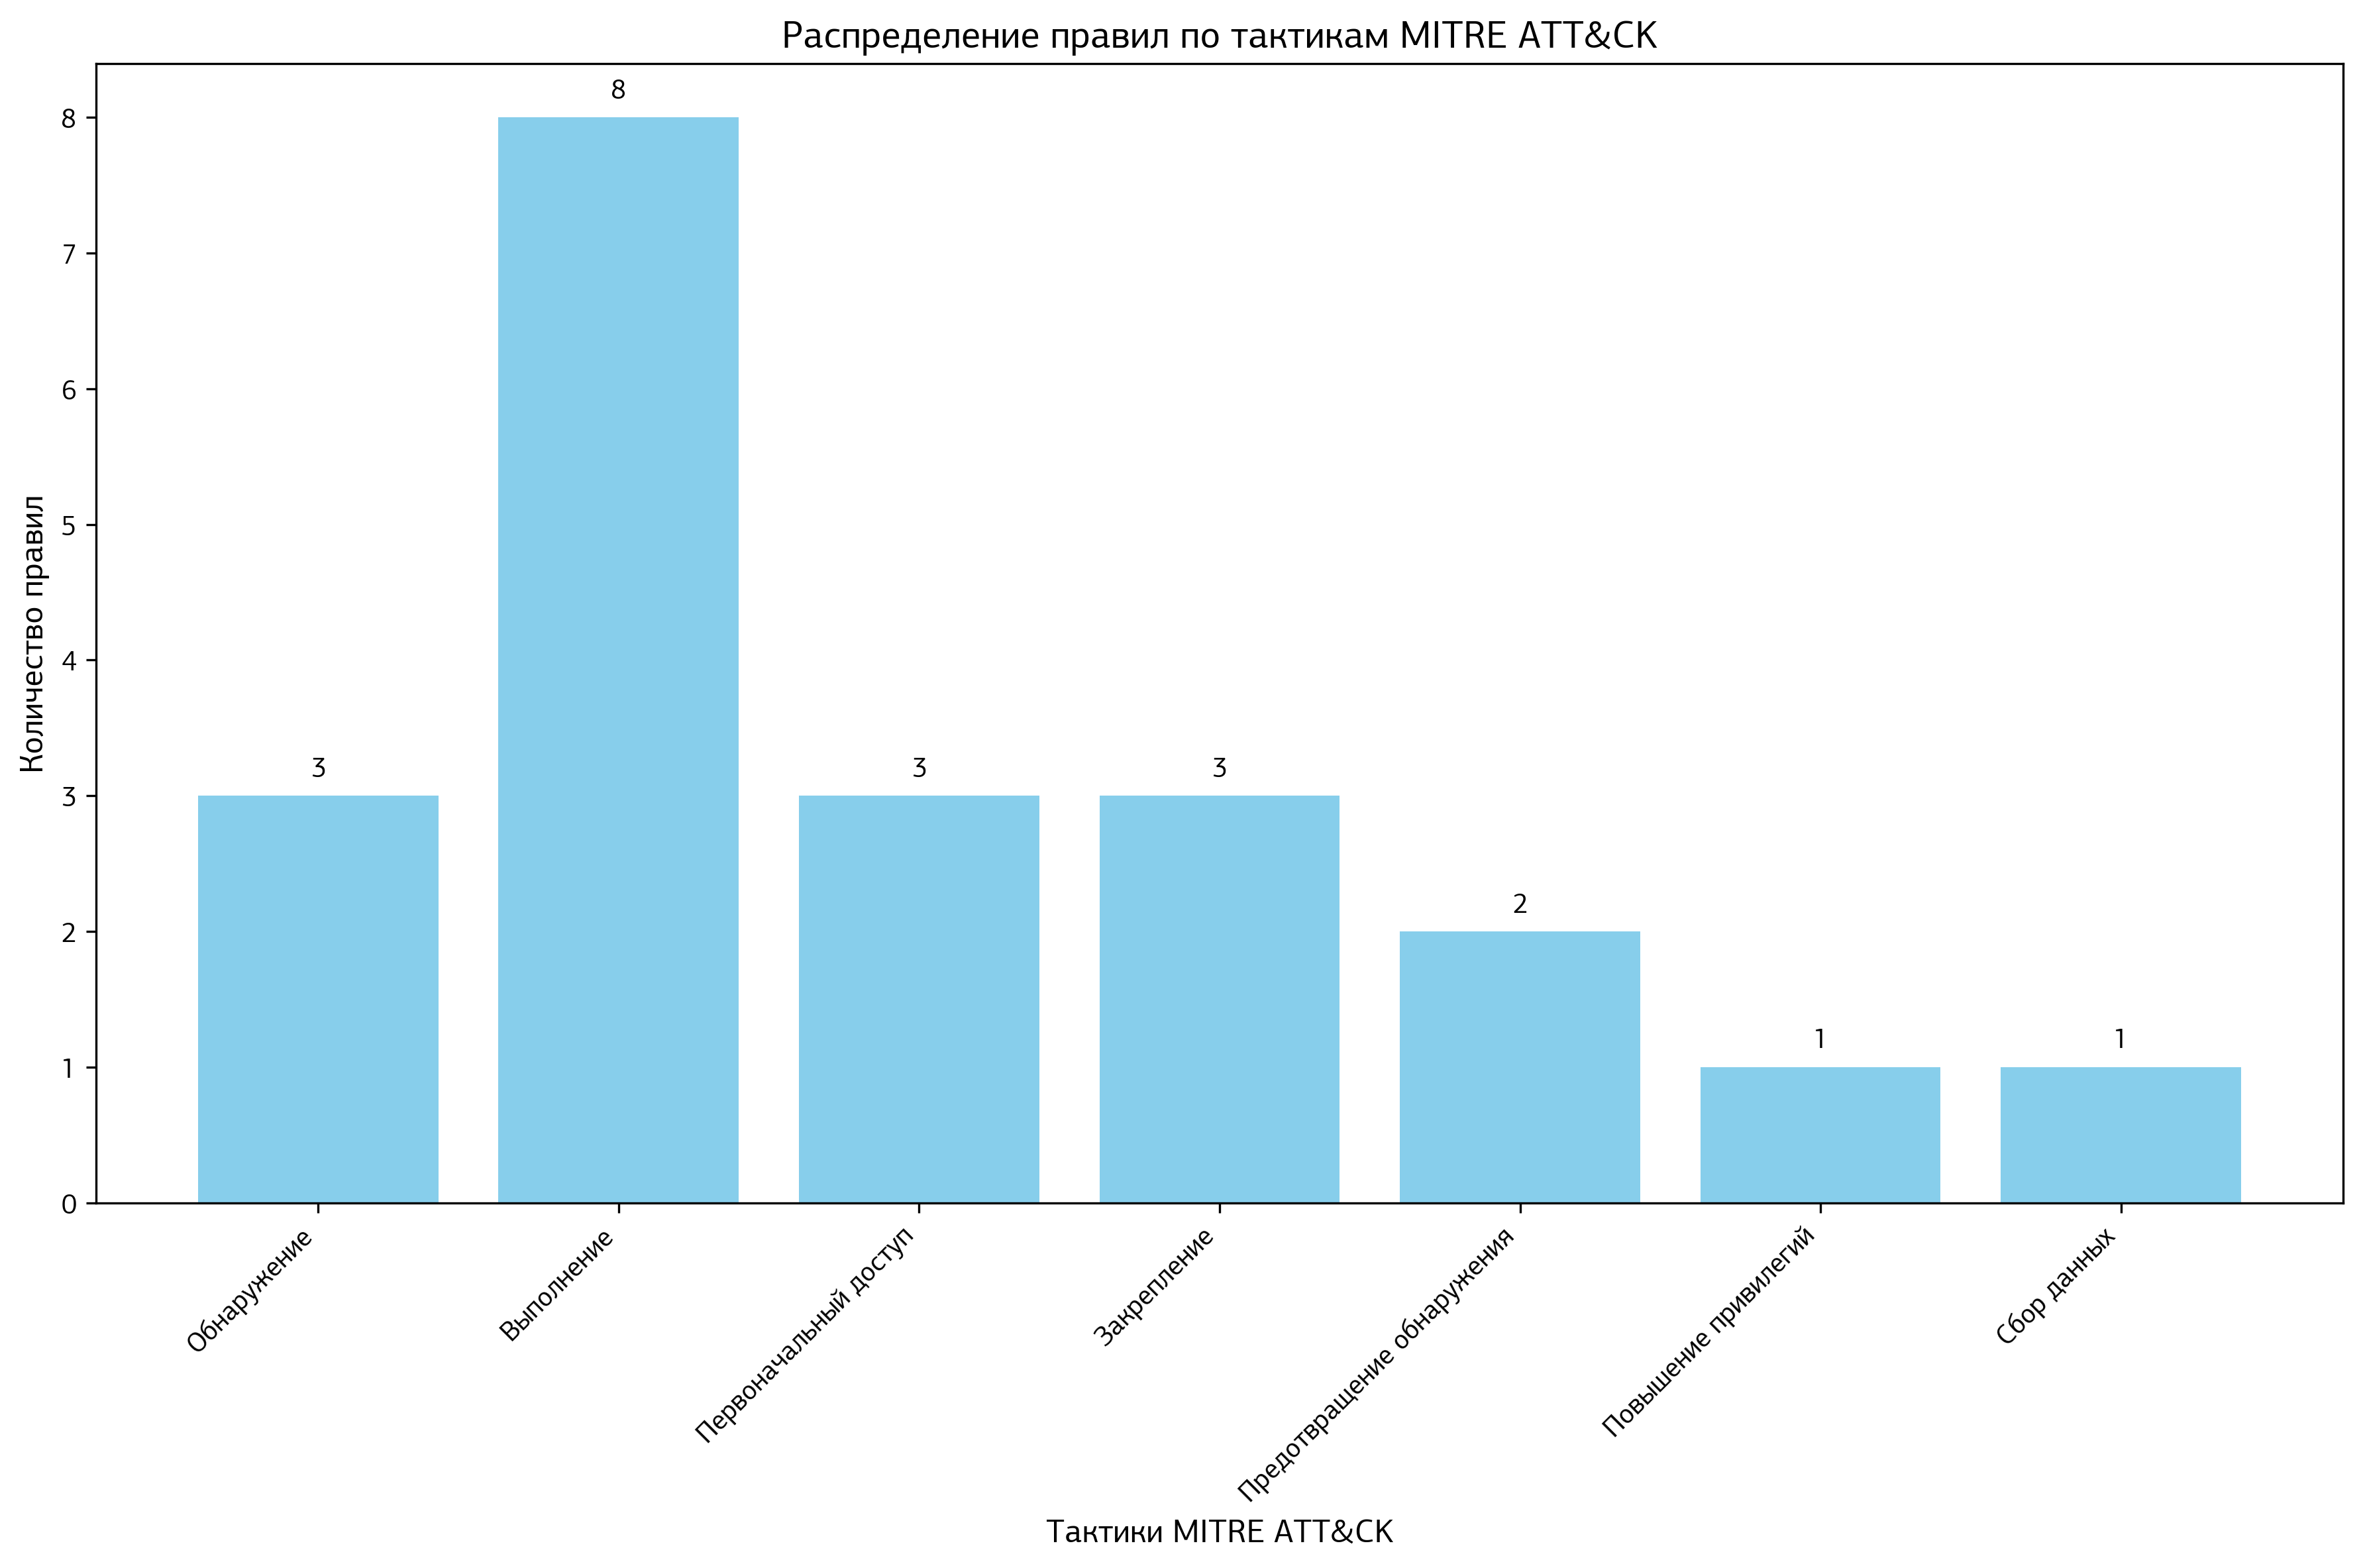 Распределение правил по тактикам MITRE ATT&CK
Количество правил
8
7
6
5
4
3
2
1
0
3
8
3
3
2
1
1
Обнаружение
Выполнение
Первоначальный доступ
Закрепление
Предотвращение обнаружения
Повышение привилегий
Сбор данных
Тактики MITRE ATT&CK